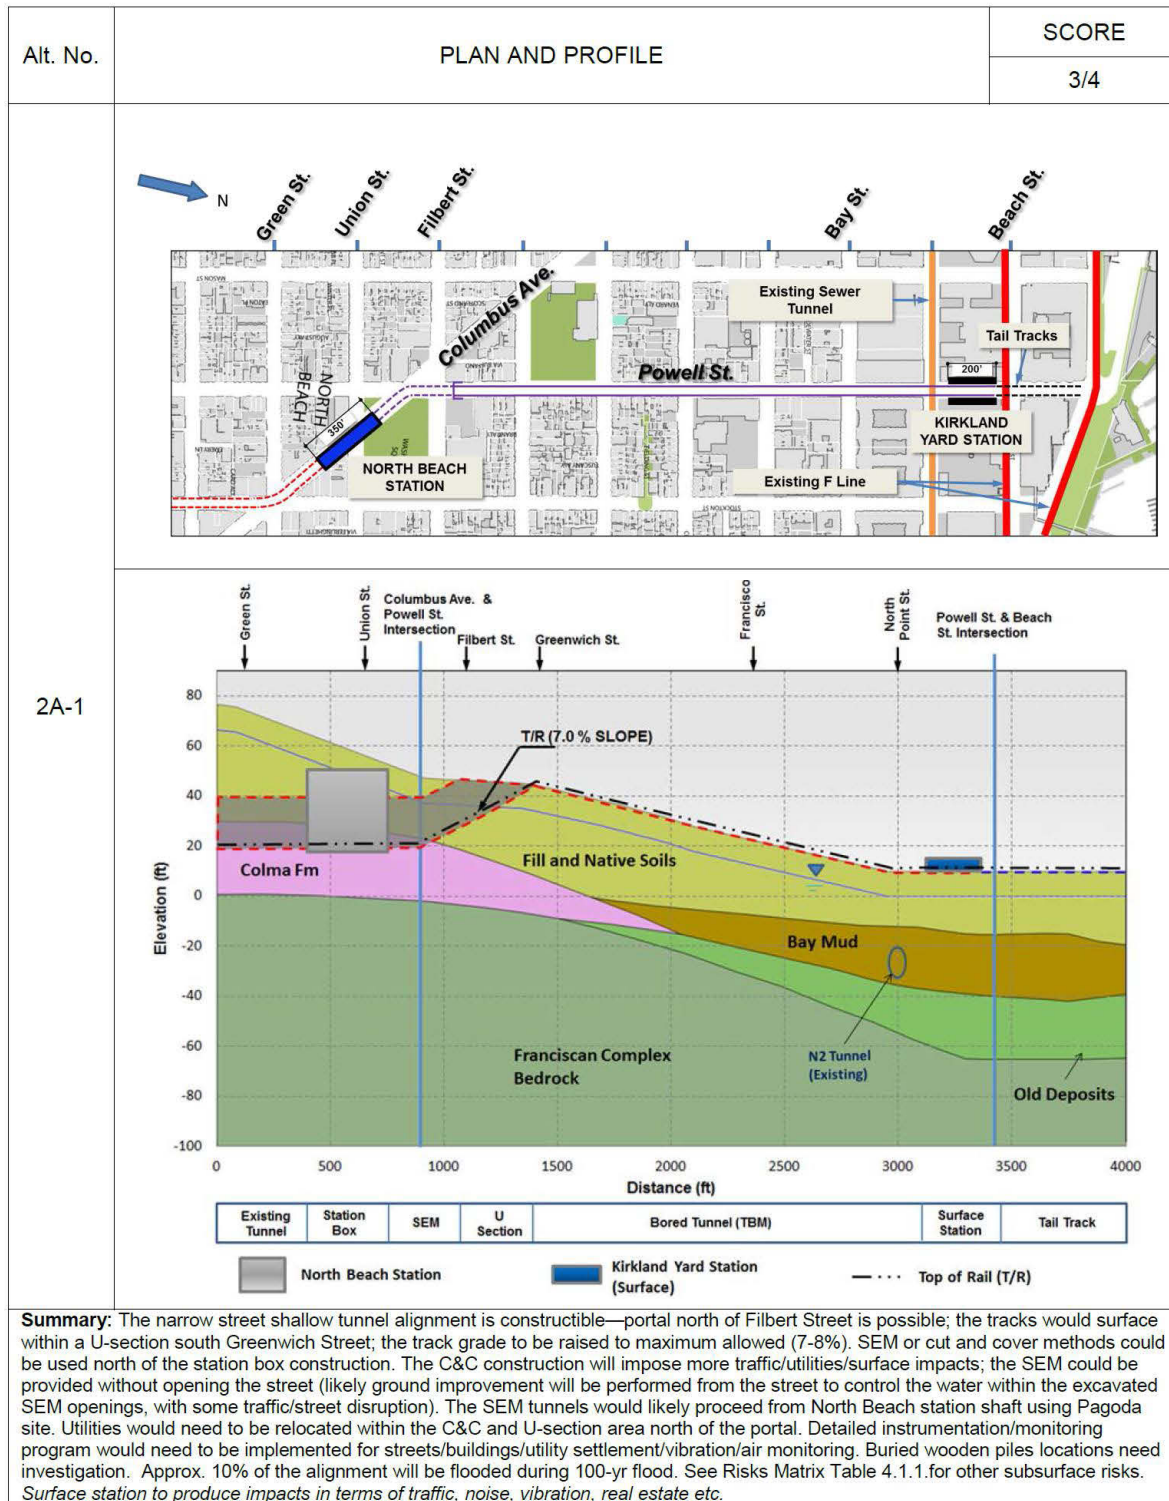 Alt. No.
PLAN AND PROFILE
SCORE
3/4
2A-1
N
Green St.
Union St.
Filbert St.
Bay St.
Beach St.
Columbus Ave.
Existing Sewer
Tunnel
Tail Tracks
Powell St.
200'
NORTH
BEACH
350'
NORTH BEACH
STATION
KIRKLAND
YARD STATION
Existing F Line
MASON ST
STOCKTON ST
Green St.
Union St.
Columbus Ave. &
Powell St.
Intersection
Filbert St.
Greenwich St.
Francisco
St.
North
Point St.
Powell St. & Beach
St. Intersection
80
60
40
20
0
-20
-40
-60
-80
-100
Elevation (ft)
T/R (7.0 % SLOPE)
Fill and Native Soils
Colma Fm
Bay Mud
Franciscan Complex
Bedrock
N2 Tunnel
(Existing)
Old Deposits
0 500 1000 1500 2000 2500 3000 3500 4000
Distance (ft)
Existing
Tunnel
Station
Box
SEM
U
Section
Bored Tunnel (TBM)
Surface
Station
Tail Track
North Beach Station
Kirkland Yard Station
(Surface)
Top of Rail (T/R)
Summary: The narrow street shallow tunnel alignment is constructible—portal north of Filbert Street is possible; the tracks would surface
within a U-section south Greenwich Street; the track grade to be raised to maximum allowed (7-8%). SEM or cut and cover methods could
be used north of the station box construction. The C&C construction will impose more traffic/utilities/surface impacts; the SEM could be
provided without opening the street (likely ground improvement will be performed from the street to control the water within the excavated
SEM openings, with some traffic/street disruption). The SEM tunnels would likely proceed from North Beach station shaft using Pagoda
site. Utilities would need to be relocated within the C&C and U-section area north of the portal. Detailed instrumentation/monitoring
program would need to be implemented for streets/buildings/utility settlement/vibration/air monitoring. Buried wooden piles locations need
investigation. Approx. 10% of the alignment will be flooded during 100-yr flood. See Risks Matrix Table 4.1.1.for other subsurface risks.
Surface station to produce impacts in terms of traffic, noise, vibration, real estate etc.